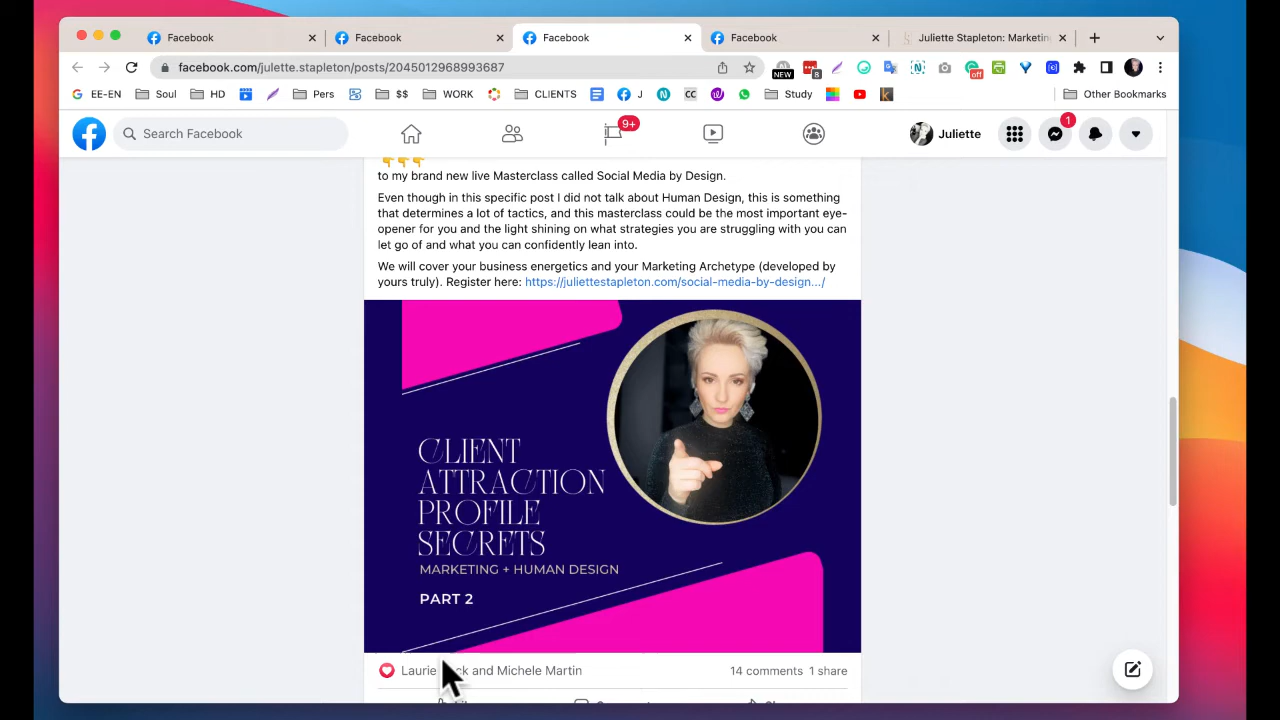 Facebook
Facebook
Facebook
Facebook
Juliette Stapleton: Marketin
facebook.com/juliette.stapleton/posts/2045012968993687
NEW
8
off
EE-EN
Soul
HD
Pers
$$
WORK
CLIENTS
J
CC
Study
Other Bookmarks
Search Facebook
9+
Juliette
1
to my brand new live Masterclass called Social Media by Design.
Even though in this specific post I did not talk about Human Design, this is something
that determines a lot of tactics, and this masterclass could be the most important eye-
opener for you and the light shining on what strategies you are struggling with you can
let go of and what you can confidently lean into.
We will cover your business energetics and your Marketing Archetype (developed by
yours truly). Register here: https://juliettestapleton.com/social-media-by-design.../
CLIENT
ATTRACTION
PROFILE
SECRETS
MARKETING + HUMAN DESIGN
PART 2
Laurie and Michele Martin
14 comments 1 share